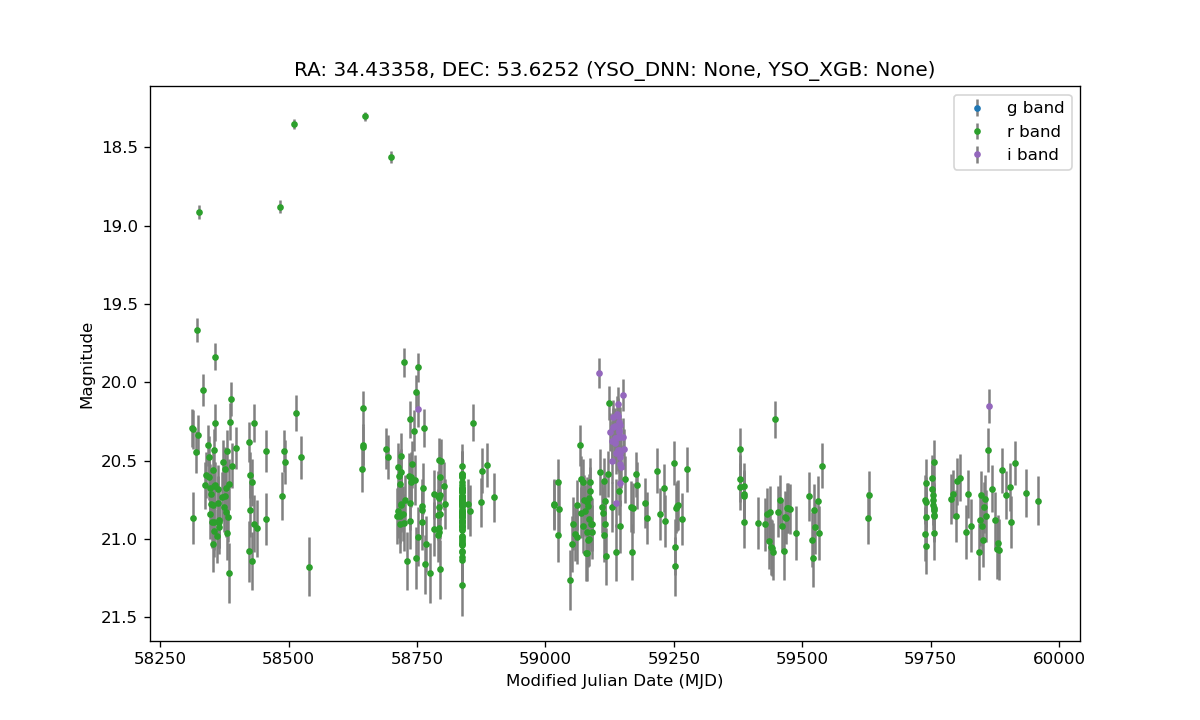 RA: 34.43358, DEC: 53.6252 (YSO_DNN: None, YSO_XGB: None)
g band
r band
i band
18.5
19.0
19.5
20.0
20.5
21.0
21.5
Magnitude
58250 58500 58750 59000 59250 59500 59750 60000
Modified Julian Date (MJD)